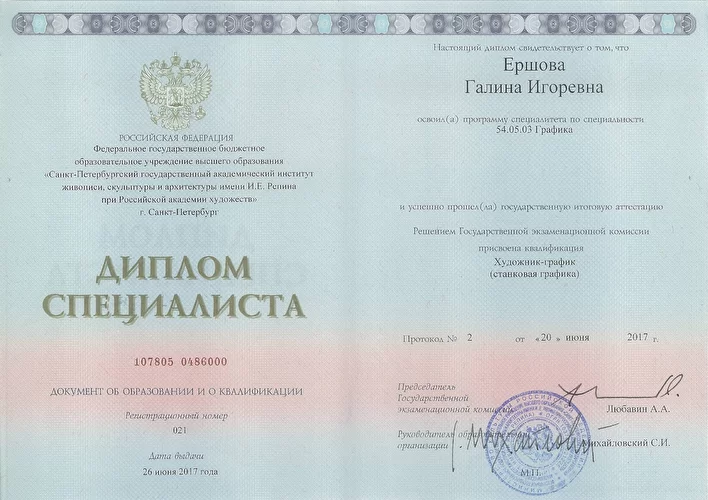 РОССИЙСКАЯ ФЕДЕРАЦИЯ
Федеральное государственное бюджетное
образовательное учреждение высшего образования
«Санкт-Петербургский государственный академический институт
живописи, скульптуры и архитектуры имени И.Е. Репина
при Российской академии художеств»
г. Санкт-Петербург
ДИПЛОМ
СПЕЦИАЛИСТА
107805 0486000
ДОКУМЕНТ ОБ ОБРАЗОВАНИИ И О КВАЛИФИКАЦИИ
Регистрационный номер
021
Дата выдачи
26 июня 2017 года
Настоящий диплом свидетельствует о том, что
Ершова
Галина Игоревна
освоил(а) программу специалитета по специальности
54.05.03 Графика
и успешно прошел(ла) государственную итоговую аттестацию
Решением Государственной экзаменационной комиссии
присвоена квалификация
Художник-график
(станковая графика)
Протокол № 2 от «20» июня 2017 г.
Председатель
Государственной
экзаменационной комиссии Любавин А.А.
Руководитель образовательной
организации Михайловский С.И.
М.П.